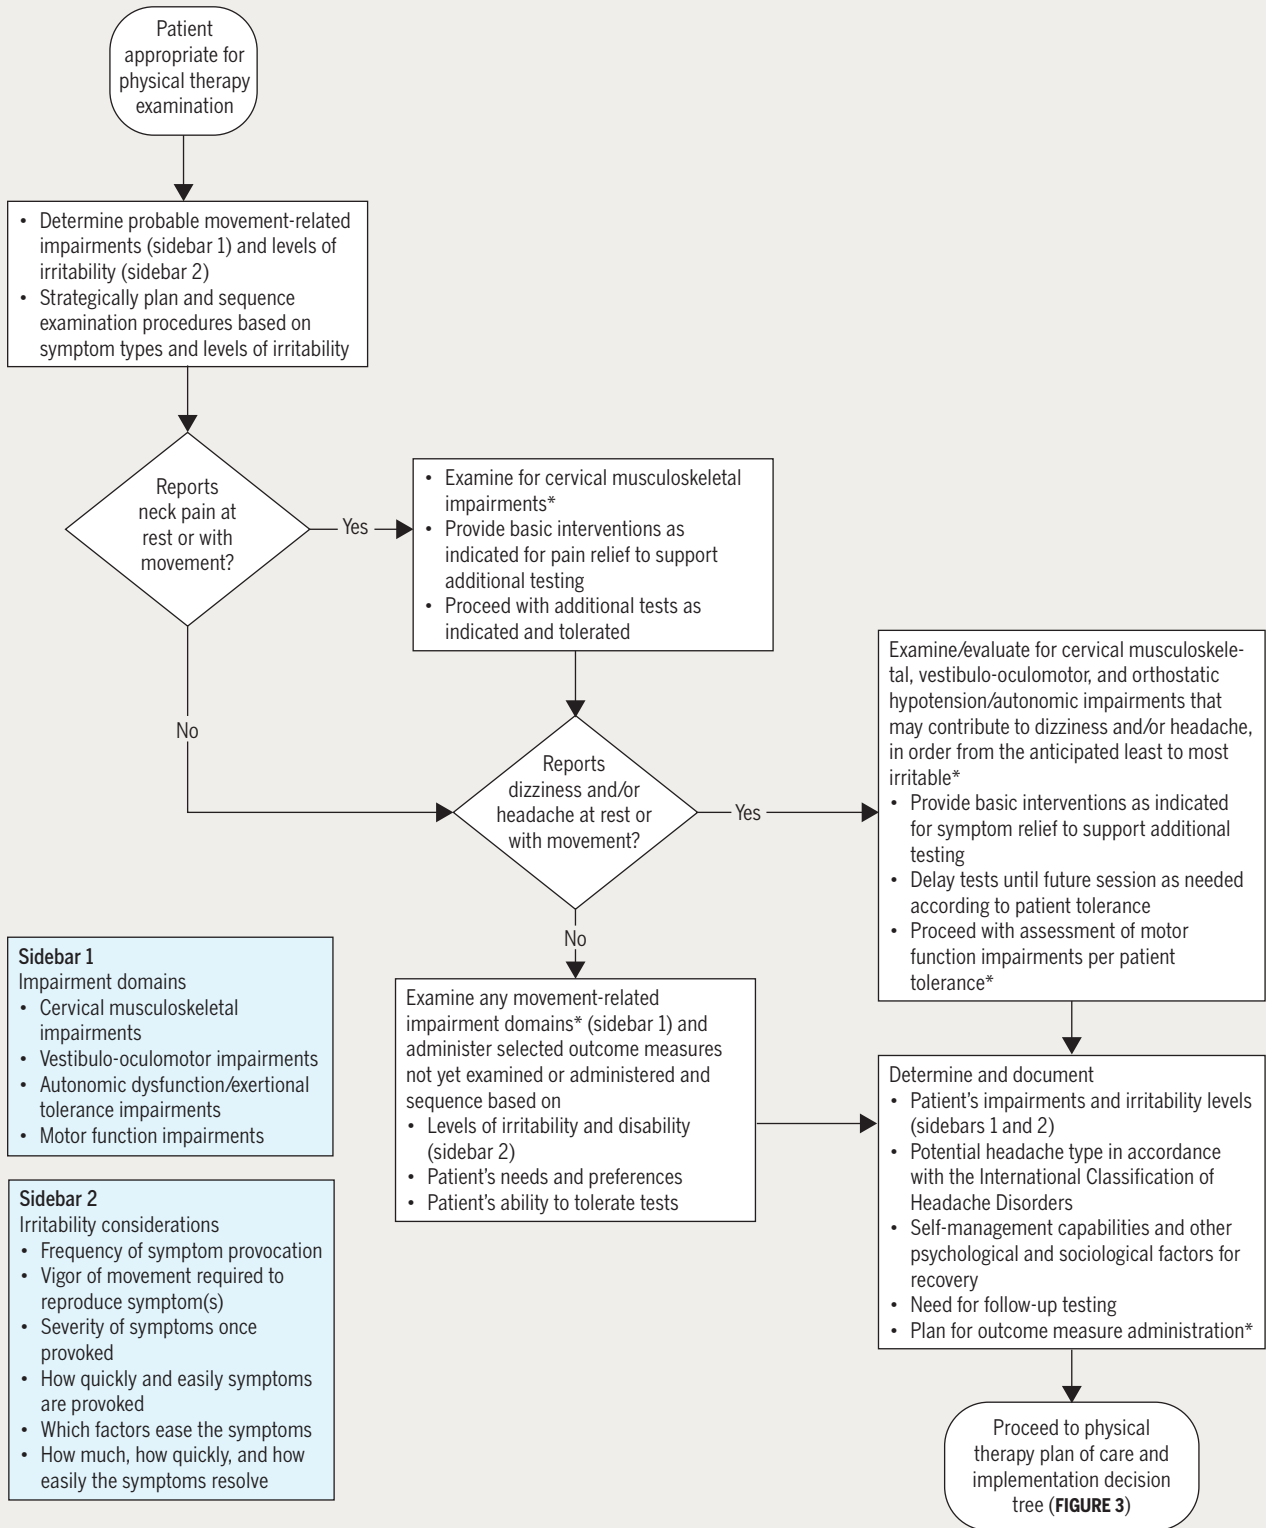 Patient
appropriate for
physical therapy
examination
• Determine probable movement-related
impairments (sidebar 1) and levels of
irritability (sidebar 2)
• Strategically plan and sequence
examination procedures based on
symptom types and levels of irritability
Reports
neck pain at
rest or with
movement?
Yes
• Examine for cervical musculoskeletal
impairments*
• Provide basic interventions as
indicated for pain relief to support
additional testing
• Proceed with additional tests as
indicated and tolerated
No
Reports
dizziness and/or
headache at rest or
with movement?
Yes
Examine/evaluate for cervical musculoskele-
tal, vestibulo-oculomotor, and orthostatic
hypotension/autonomic impairments that
may contribute to dizziness and/or headache,
in order from the anticipated least to most
irritable*
• Provide basic interventions as indicated
for symptom relief to support additional
testing
• Delay tests until future session as needed
according to patient tolerance
• Proceed with assessment of motor
function impairments per patient
tolerance*
No
Examine any movement-related
impairment domains* (sidebar 1) and
administer selected outcome measures
not yet examined or administered and
sequence based on
• Levels of irritability and disability
(sidebar 2)
• Patient's needs and preferences
• Patient's ability to tolerate tests
Determine and document
• Patient's impairments and irritability levels
(sidebars 1 and 2)
• Potential headache type in accordance
with the International Classification of
Headache Disorders
• Self-management capabilities and other
psychological and sociological factors for
recovery
• Need for follow-up testing
• Plan for outcome measure administration*
Proceed to physical
therapy plan of care and
implementation decision
tree (FIGURE 3)
Sidebar 1
Impairment domains
• Cervical musculoskeletal
impairments
• Vestibulo-oculomotor impairments
• Autonomic dysfunction/exertional
tolerance impairments
• Motor function impairments
Sidebar 2
Irritability considerations
• Frequency of symptom provocation
• Vigor of movement required to
reproduce symptom(s)
• Severity of symptoms once
provoked
• How quickly and easily symptoms
are provoked
• Which factors ease the symptoms
• How much, how quickly, and how
easily the symptoms resolve